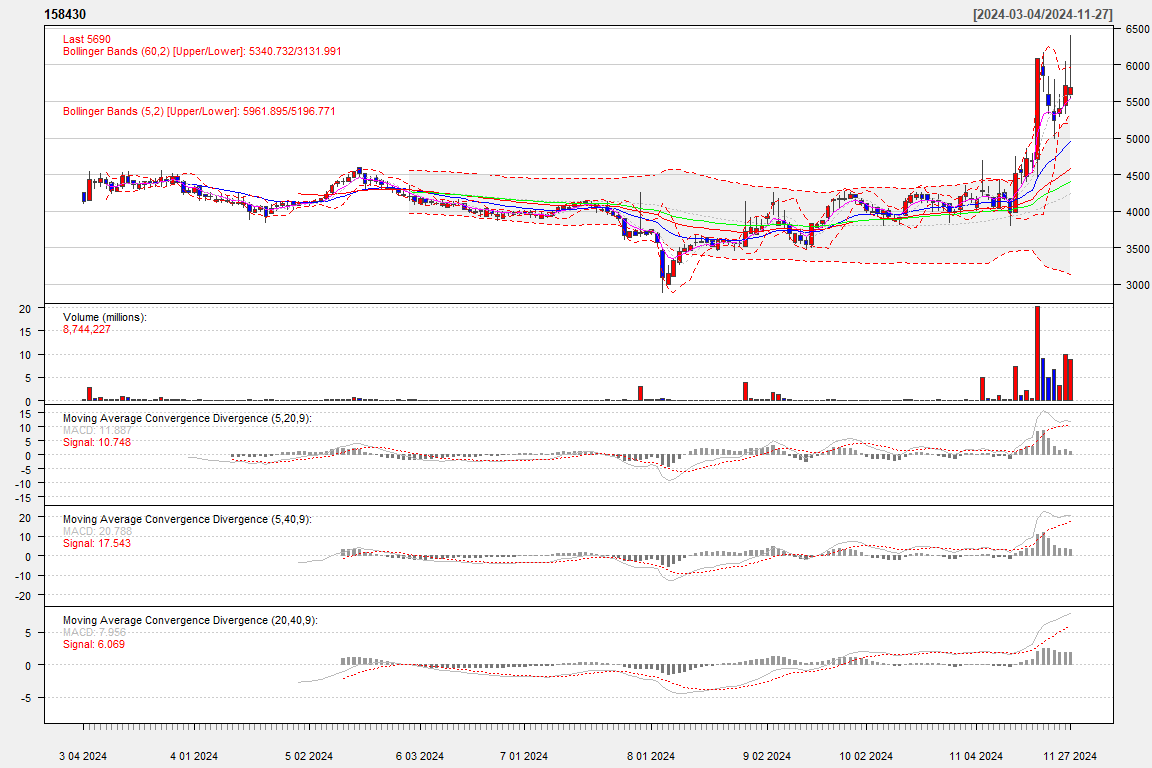 158430 [2024-03-04/2024-11-27]
Last 5690
Bollinger Bands (60,2) [Upper/Lower]: 5340.732/3131.991
Bollinger Bands (5,2) [Upper/Lower]: 5961.895/5196.771
6500
6000
5500
5000
4500
4000
3500
3000
Volume (millions):
8,744,227
20
15
10
5
0
Moving Average Convergence Divergence (5,20,9):
MACD: 11.887
Signal: 10.748
15
10
5
0
-5
-10
-15
Moving Average Convergence Divergence (5,40,9):
MACD: 20.788
Signal: 17.543
20
10
0
-10
-20
Moving Average Convergence Divergence (20,40,9):
MACD: 7.956
Signal: 6.069
5
0
-5
3 04 2024 4 01 2024 5 02 2024 6 03 2024 7 01 2024 8 01 2024 9 02 2024 10 02 2024 11 04 2024 11 27 2024